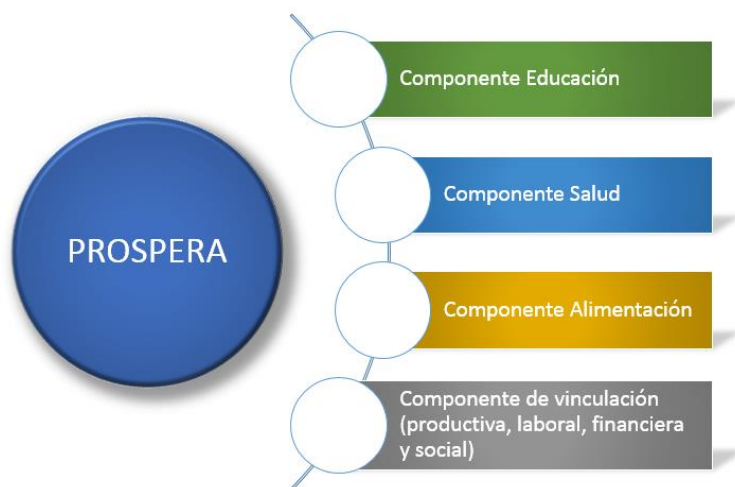 PROSPERA
Componente Educación
Componente Salud
Componente Alimentación
Componente de vinculación
(productiva, laboral, financiera
y social)